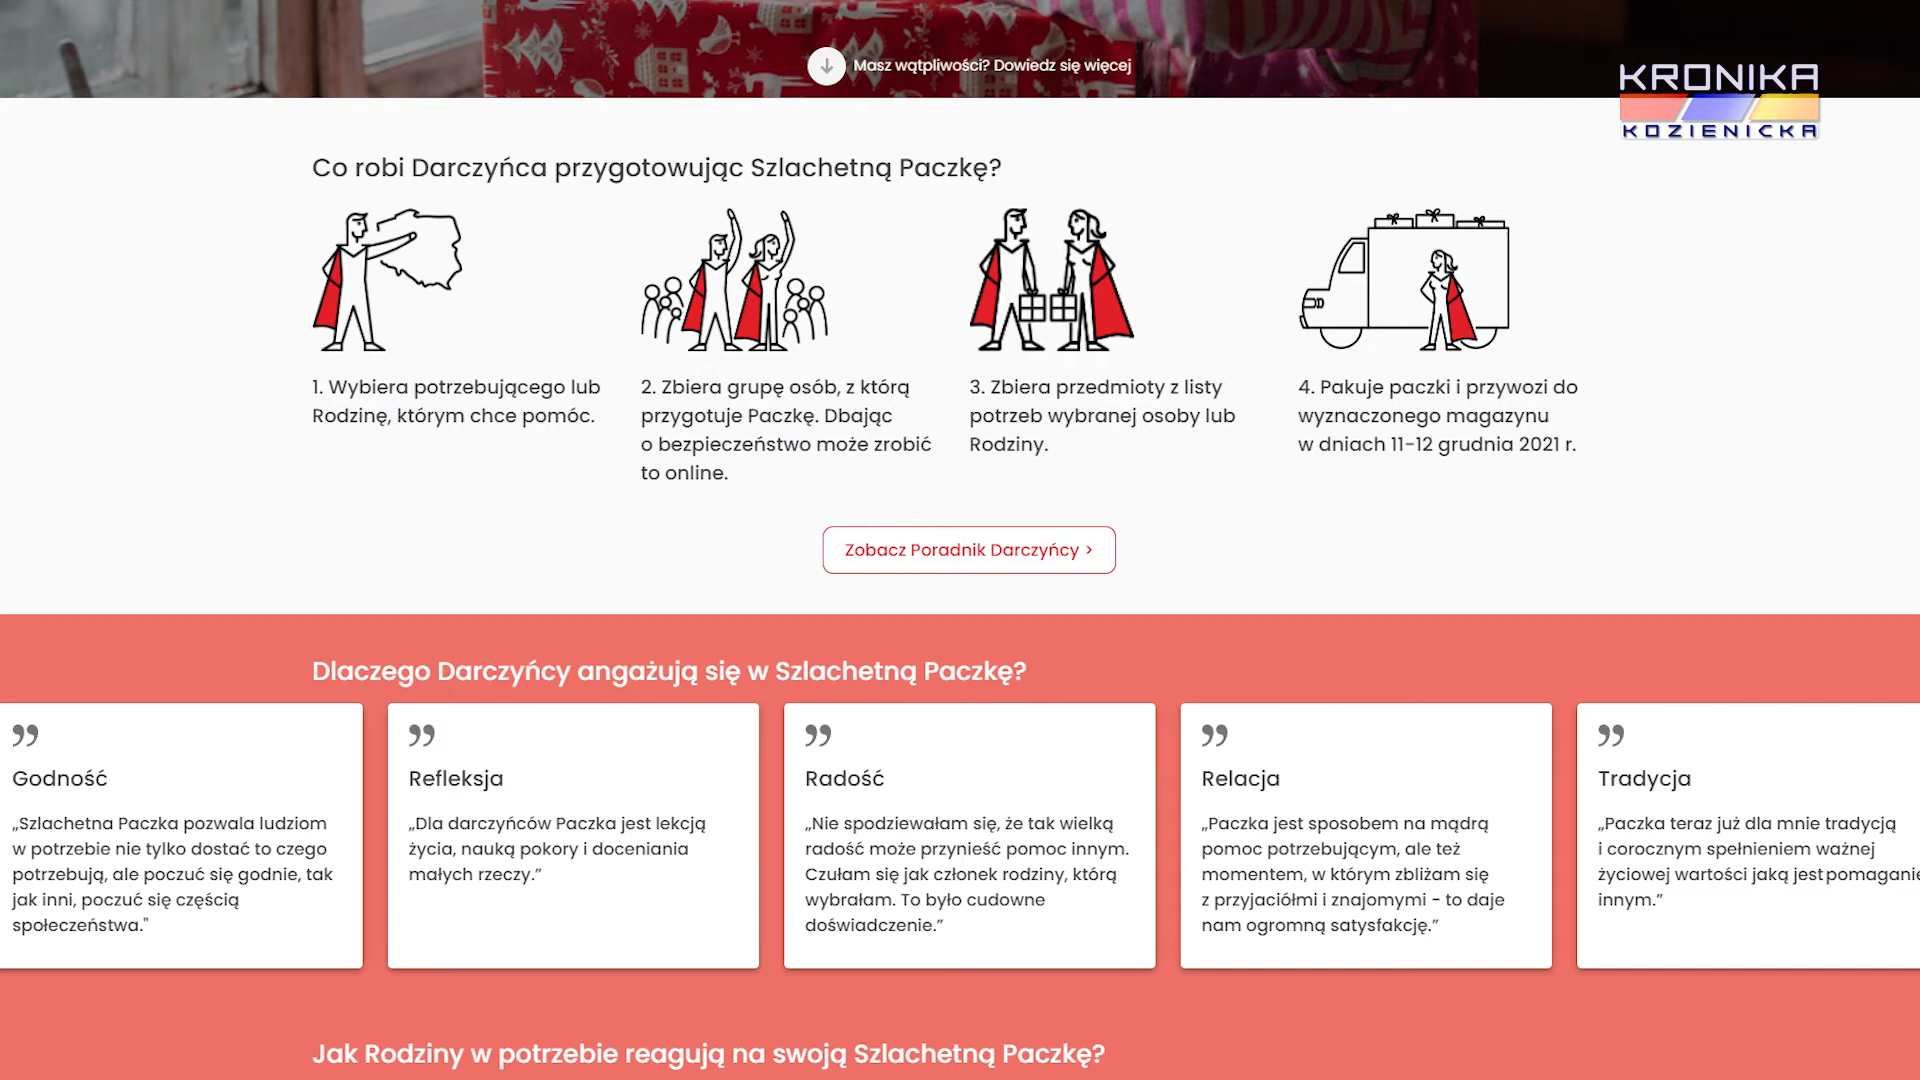 Masz wątpliwości? Dowiedz się więcej
KRONIKA
KOZIENICKA
Co robi Darczyńca przygotowując Szlachetną Paczkę?
1. Wybiera potrzebującego lub
Rodzinę, którym chce pomóc.
2. Zbiera grupę osób, z którą
przygotuje Paczkę. Dbając
o bezpieczeństwo może zrobić
to online.
3. Zbiera przedmioty z listy
potrzeb wybranej osoby lub
Rodziny.
4. Pakuje paczki i przywozi do
wyznaczonego magazynu
w dniach 11-12 grudnia 2021 r.
Zobacz Poradnik Darczyńcy >
Dlaczego Darczyńcy angażują się w Szlachetną Paczkę?
”
Godność
„Szlachetna Paczka pozwala ludziom
w potrzebie nie tylko dostać to czego
potrzebują, ale poczuć się godnie, tak
jak inni, poczuć się częścią
społeczeństwa."
”
Refleksja
„Dla darczyńców Paczka jest lekcją
życia, nauką pokory i doceniania
małych rzeczy.”
”
Radość
„Nie spodziewałam się, że tak wielką
radość może przynieść pomoc innym.
Czułam się jak członek rodziny, którą
wybrałam. To było cudowne
doświadczenie.”
”
Relacja
„Paczka jest sposobem na mądrą
pomoc potrzebującym, ale też
momentem, w którym zbliżam się
z przyjaciółmi i znajomymi - to daje
nam ogromną satysfakcję.”
”
Tradycja
„Paczka teraz już dla mnie tradycją
i corocznym spełnieniem ważnej
życiowej wartości jaką jest pomaganie
innym.”
Jak Rodziny w potrzebie reagują na swoją Szlachetną Paczkę?